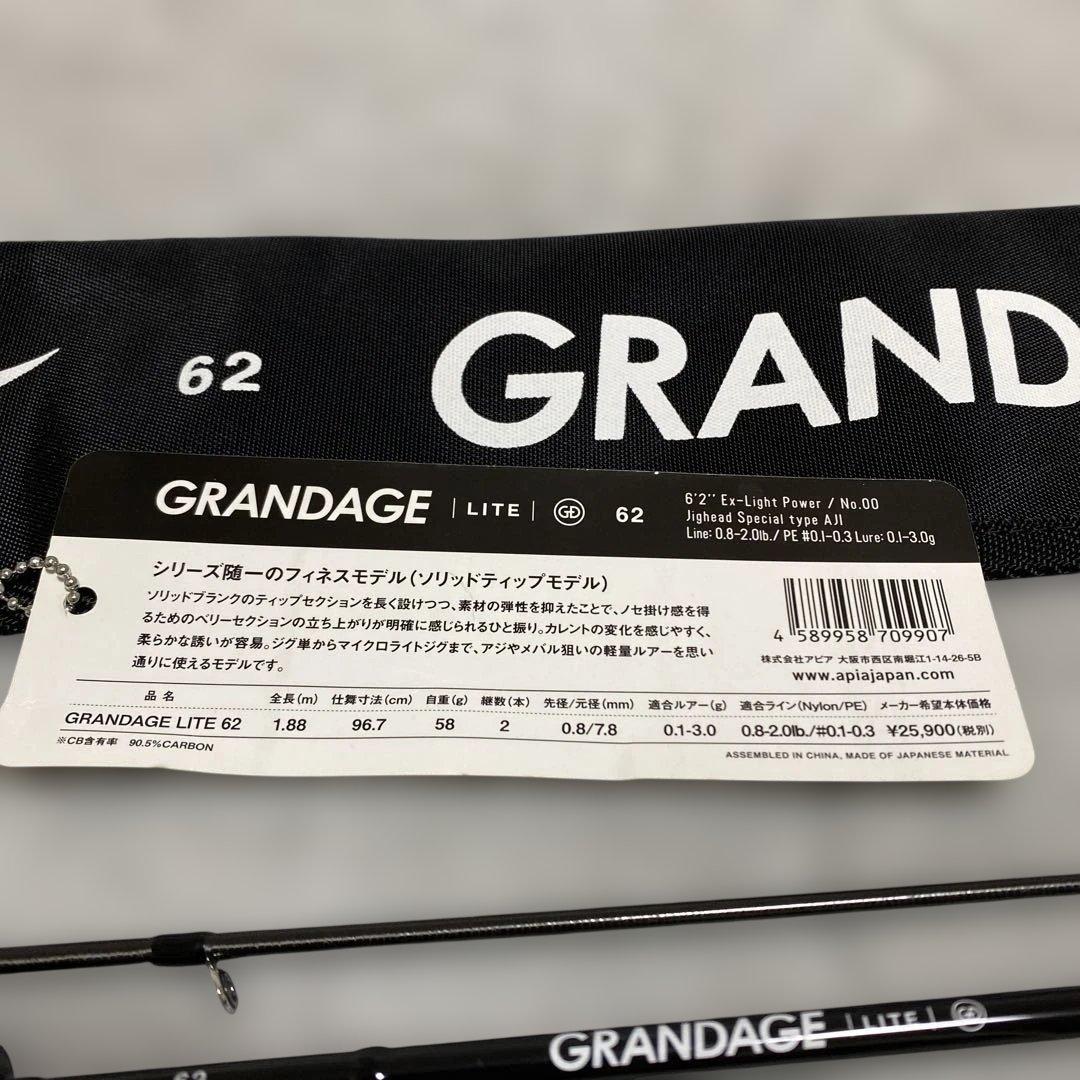 62 GRAND
GRANDAGE | LITE | GD 62
6'2'' Ex-Light Power / No.00
Jighead Special type AJI
Line: 0.8-2.0lb./ PE #0.1-0.3 Lure: 0.1-3.0g
シリーズ随一のフィネスモデル(ソリッドティップモデル)
ソリッドブランクのティップセクションを長く設けつつ、素材の弾性を抑えたことで、ノセ掛け感を得
るためのベリーセクションの立ち上がりが明確に感じられるひと振り。カレントの変化を感じやすく、
柔らかな誘いが容易。ジグ単からマイクロライトジグまで、アジやメバル狙いの軽量ルアーを思い
通りに使えるモデルです。
4 589958 709907
株式会社アピア 大阪市西区南堀江1-14-26-5B
www.apiajapan.com
品 名 全長(m) 仕舞寸法(cm) 自重(g) 継数(本) 先径/元径(mm) 適合ルアー(g) 適合ライン(Nylon/PE) メーカー希望本体価格
GRANDAGE LITE 62 1.88 96.7 58 2 0.8/7.8 0.1-3.0 0.8-2.0lb./#0.1-0.3 ¥25,900(税別)
※CB含有率 90.5%CARBON
ASSEMBLED IN CHINA, MADE OF JAPANESE MATERIAL
62 GRANDAGE | LITE | GD